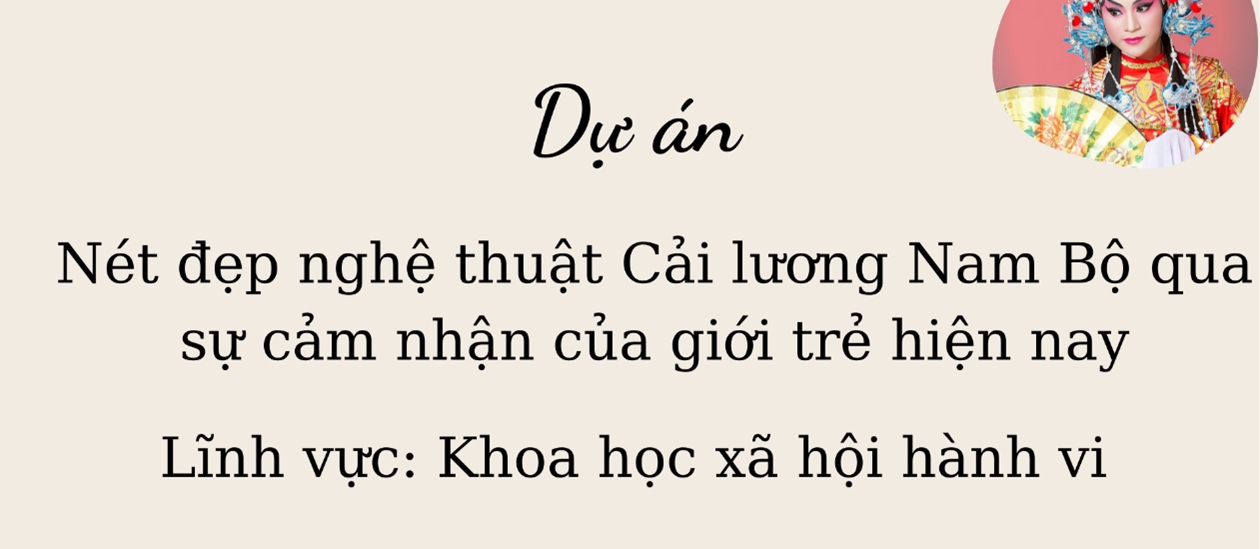 Dự án
Nét đẹp nghệ thuật Cải lương Nam Bộ qua
sự cảm nhận của giới trẻ hiện nay
Lĩnh vực: Khoa học xã hội hành vi